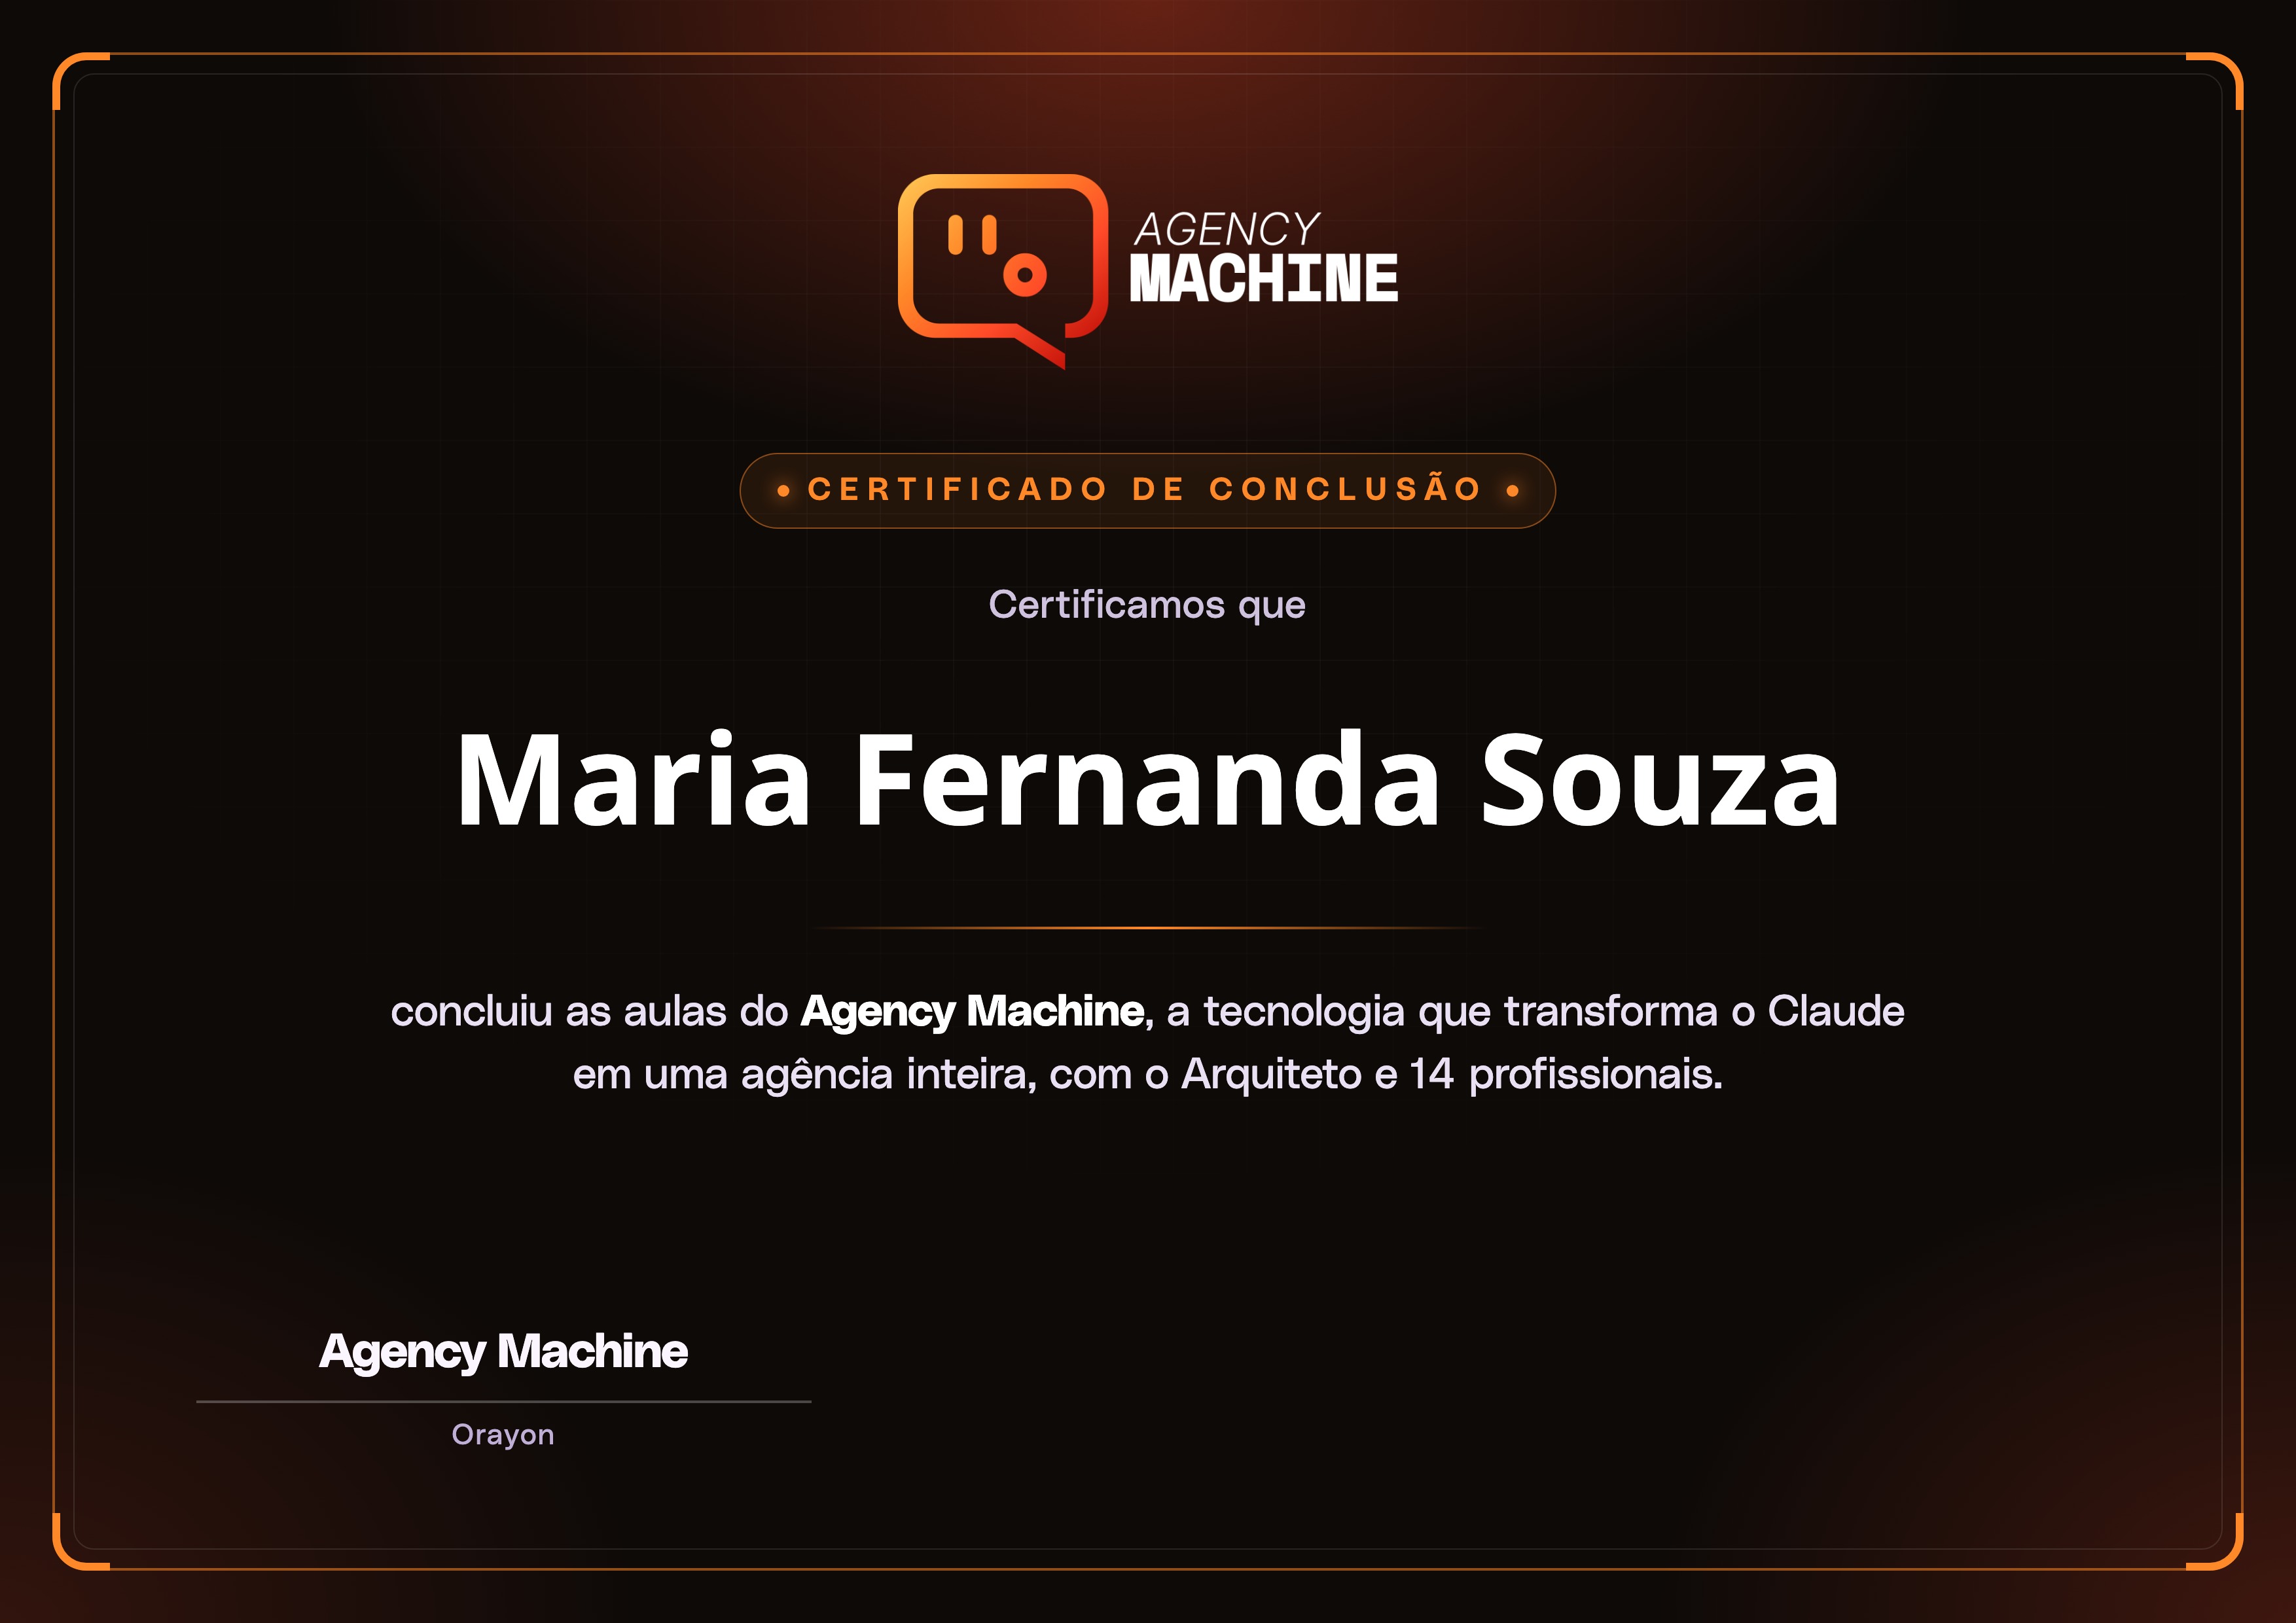 AGENCY
MACHINE
CERTIFICADO DE CONCLUSÃO
Certificamos que
Maria Fernanda Souza
concluiu as aulas do Agency Machine, a tecnologia que transforma o Claude
em uma agência inteira, com o Arquiteto e 14 profissionais.
Agency Machine
Orayon